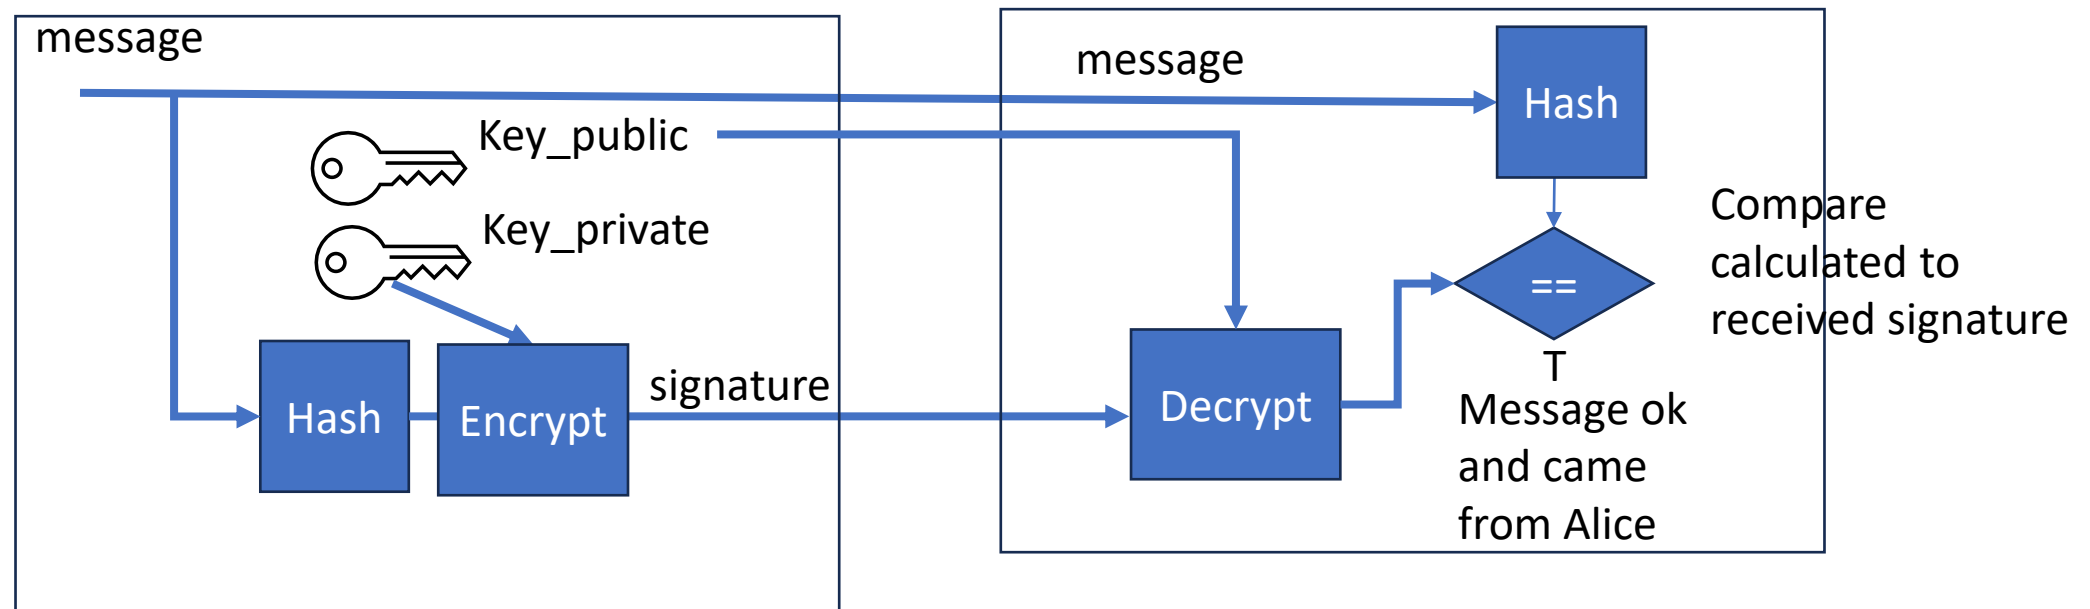 message
Key_public
Key_private
Hash
Encrypt
signature
message
Hash
Decrypt
==
Compare
calculated to
received signature
T
Message ok
and came
from Alice